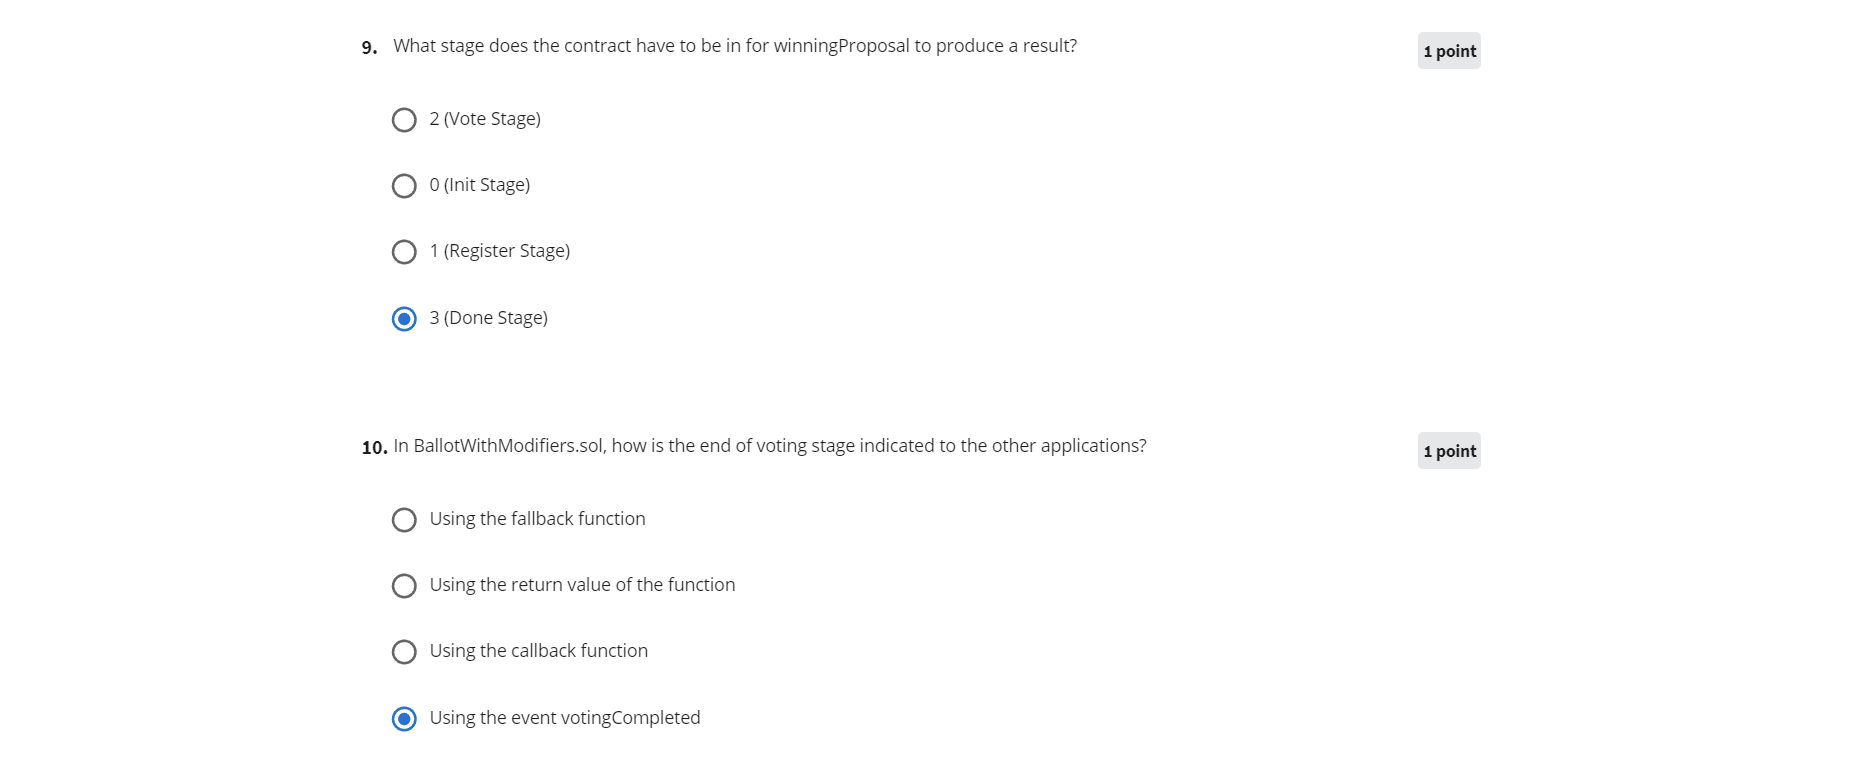 9. What stage does the contract have to be in for winningProposal to produce a result?
1 point
2 (Vote Stage)
0 (Init Stage)
1 (Register Stage)
3 (Done Stage)
10. In BallotWithModifiers.sol, how is the end of voting stage indicated to the other applications?
1 point
Using the fallback function
Using the return value of the function
Using the callback function
Using the event votingCompleted